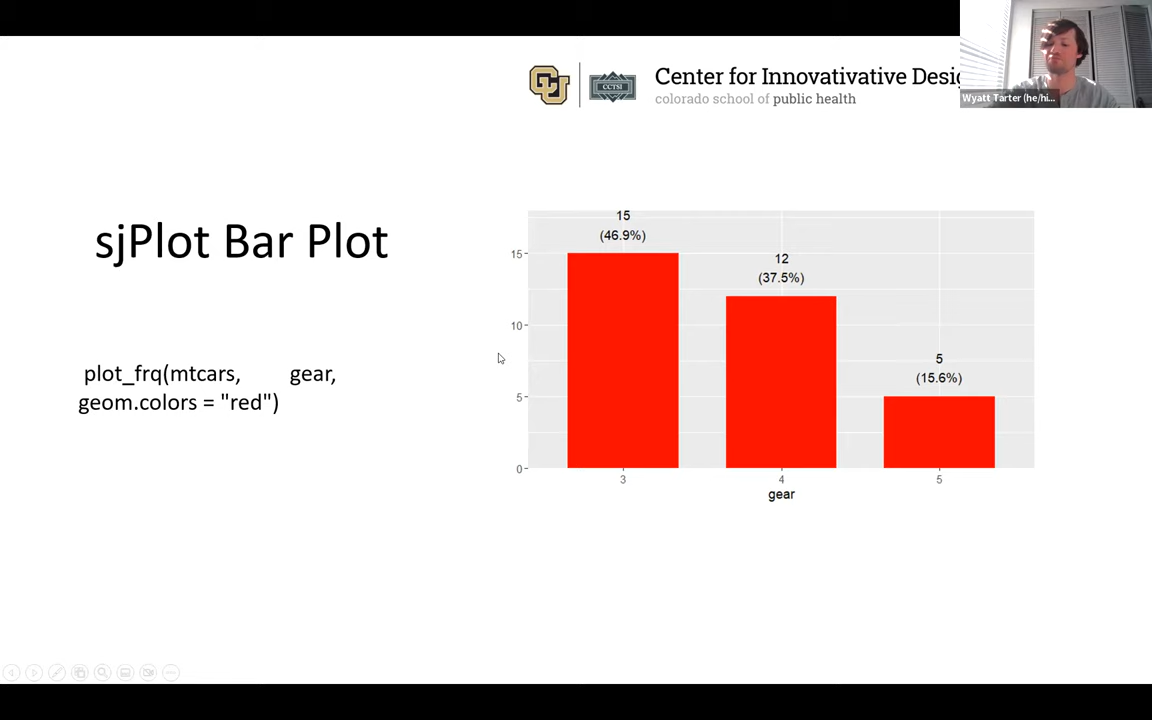 Center for Innovativative Desig
colorado school of public health
CU
CCTSI
Wyatt Tarter (he/hi...
sjPlot Bar Plot
plot_frq(mtcars, gear,
geom.colors = "red")
15
(46.9%)
12
(37.5%)
5
(15.6%)
15
10
5
0
3 4 5
gear